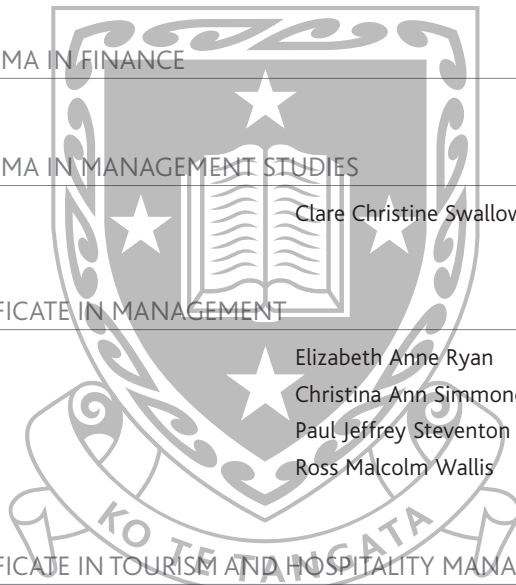 MA IN FINANCE
MA IN MANAGEMENT STUDIES
Clare Christine Swallow
FICATE IN MANAGEMENT
Elizabeth Anne Ryan
Christina Ann Simmon
Paul Jeffrey Steventon
Ross Malcolm Wallis
KO TE TANGATA
FICATE IN TOURISM AND HOSPITALITY MANA